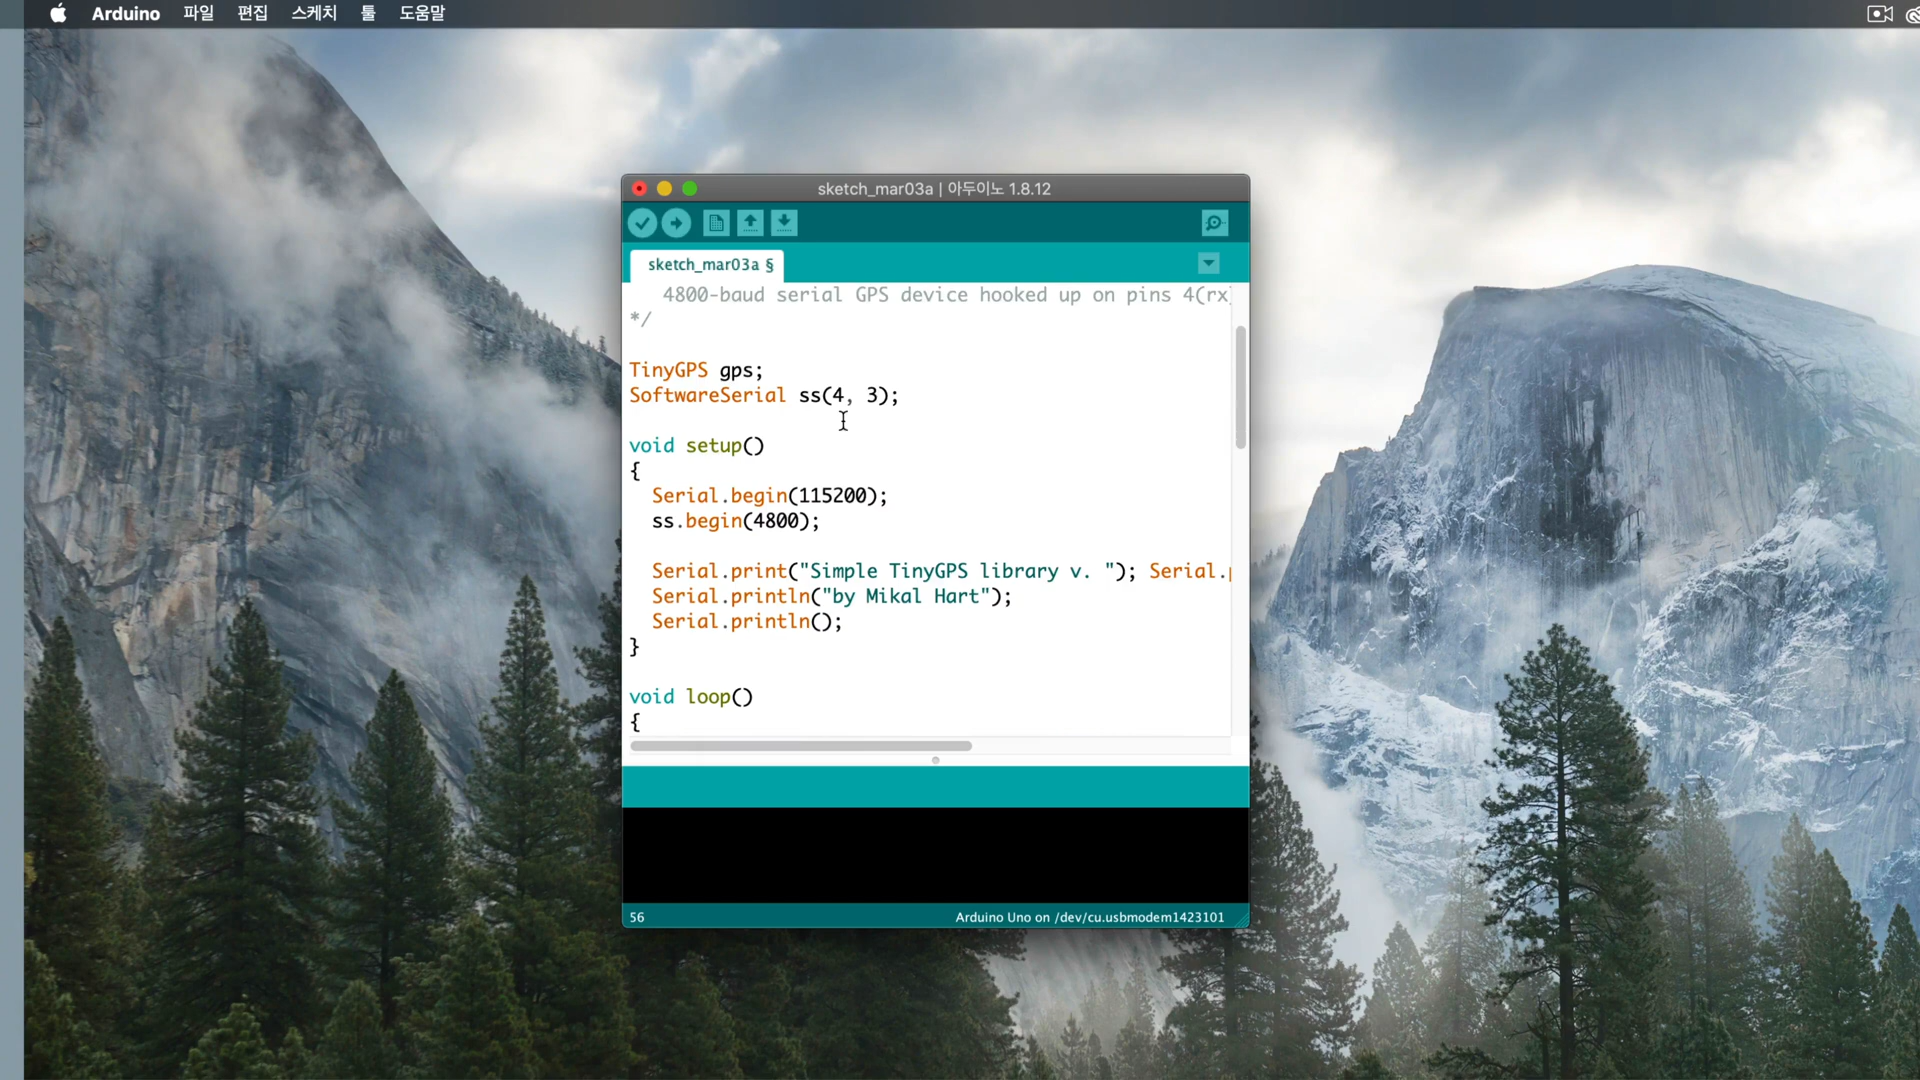 Arduino 파일 편집 스케치 툴 도움말
sketch_mar03a | 아두이노 1.8.12
sketch_mar03a §
4800-baud serial GPS device hooked up on pins 4(rx
*/
TinyGPS gps;
SoftwareSerial ss(4, 3);
void setup()
{
Serial.begin(115200);
ss.begin(4800);
Serial.print("Simple TinyGPS library v. "); Serial.
Serial.println("by Mikal Hart");
Serial.println();
}
void loop()
{
56
Arduino Uno on /dev/cu.usbmodem1423101